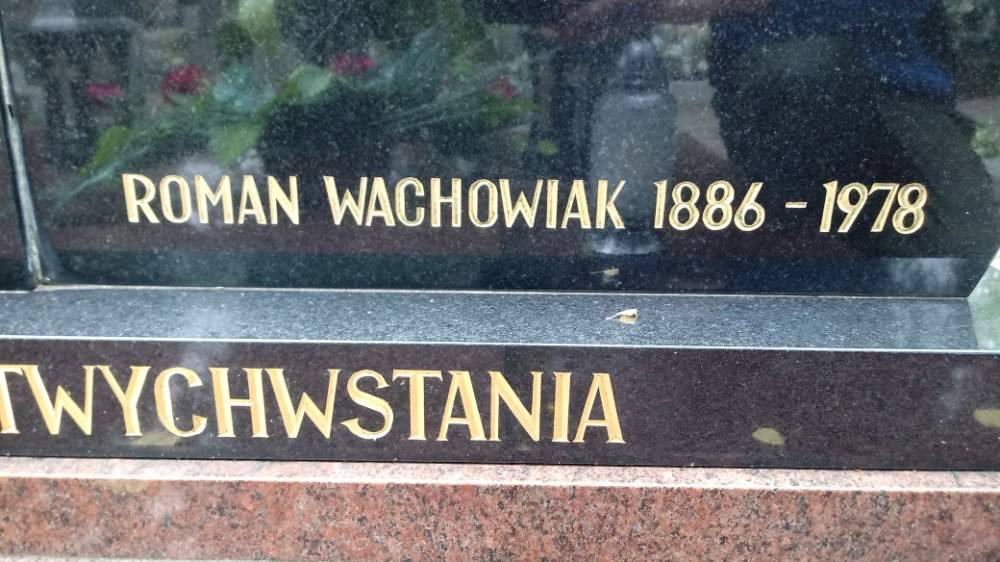 ROMAN WACHOWIAK 1886 - 1978
TWYCHWSTANIA